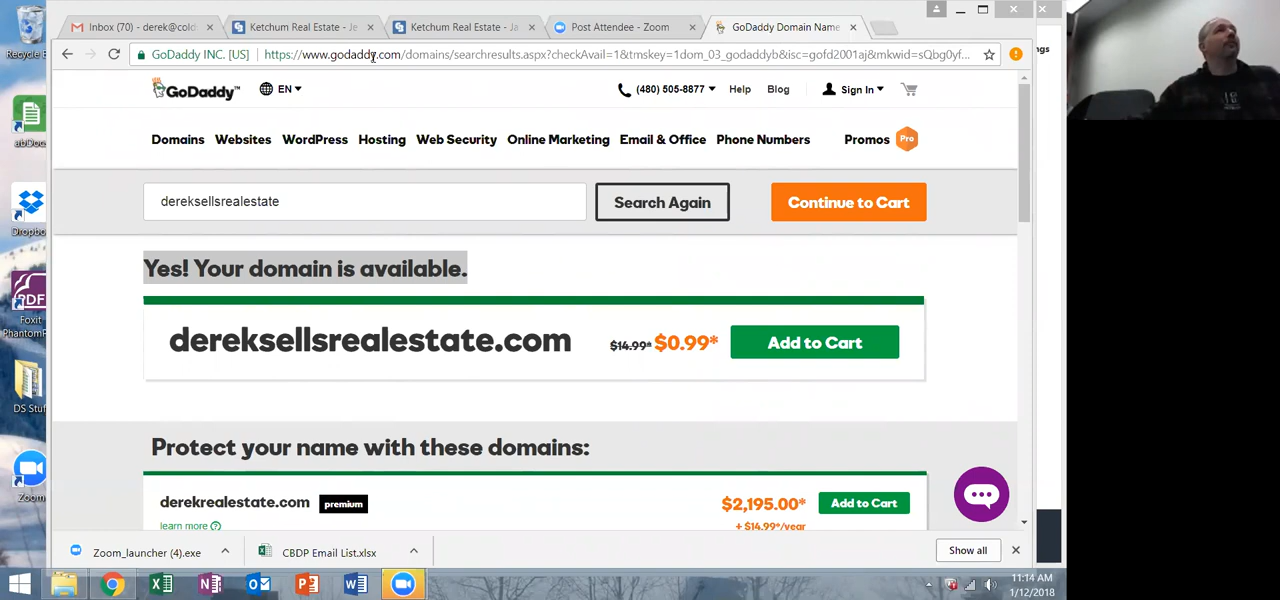 Recycle B
abDoc
Dropbo
Foxit
PhantomP
DS Stuf
Zoom
Inbox (70) - derek@cold
Ketchum Real Estate - Je
Ketchum Real Estate - Ja
Post Attendee - Zoom
GoDaddy Domain Name
ngs
GoDaddy INC. [US]
https://www.godaddy.com/domains/searchresults.aspx?checkAvail=1&tmskey=1dom_03_godaddyb&isc=gofd2001aj&mkwid=sQbg0yf...
GoDaddy™
EN
(480) 505-8877
Help
Blog
Sign In
Domains
Websites
WordPress
Hosting
Web Security
Online Marketing
Email & Office
Phone Numbers
Promos
Pro
dereksellsrealestate
Search Again
Continue to Cart
Yes! Your domain is available.
dereksellsrealestate.com
$14.99* $0.99*
Add to Cart
Protect your name with these domains:
derekrealestate.com
premium
$2,195.00*
Add to Cart
learn more
+ $14.99*/year
Zoom_launcher (4).exe
CBDP Email List.xlsx
Show all
11:14 AM
1/12/2018